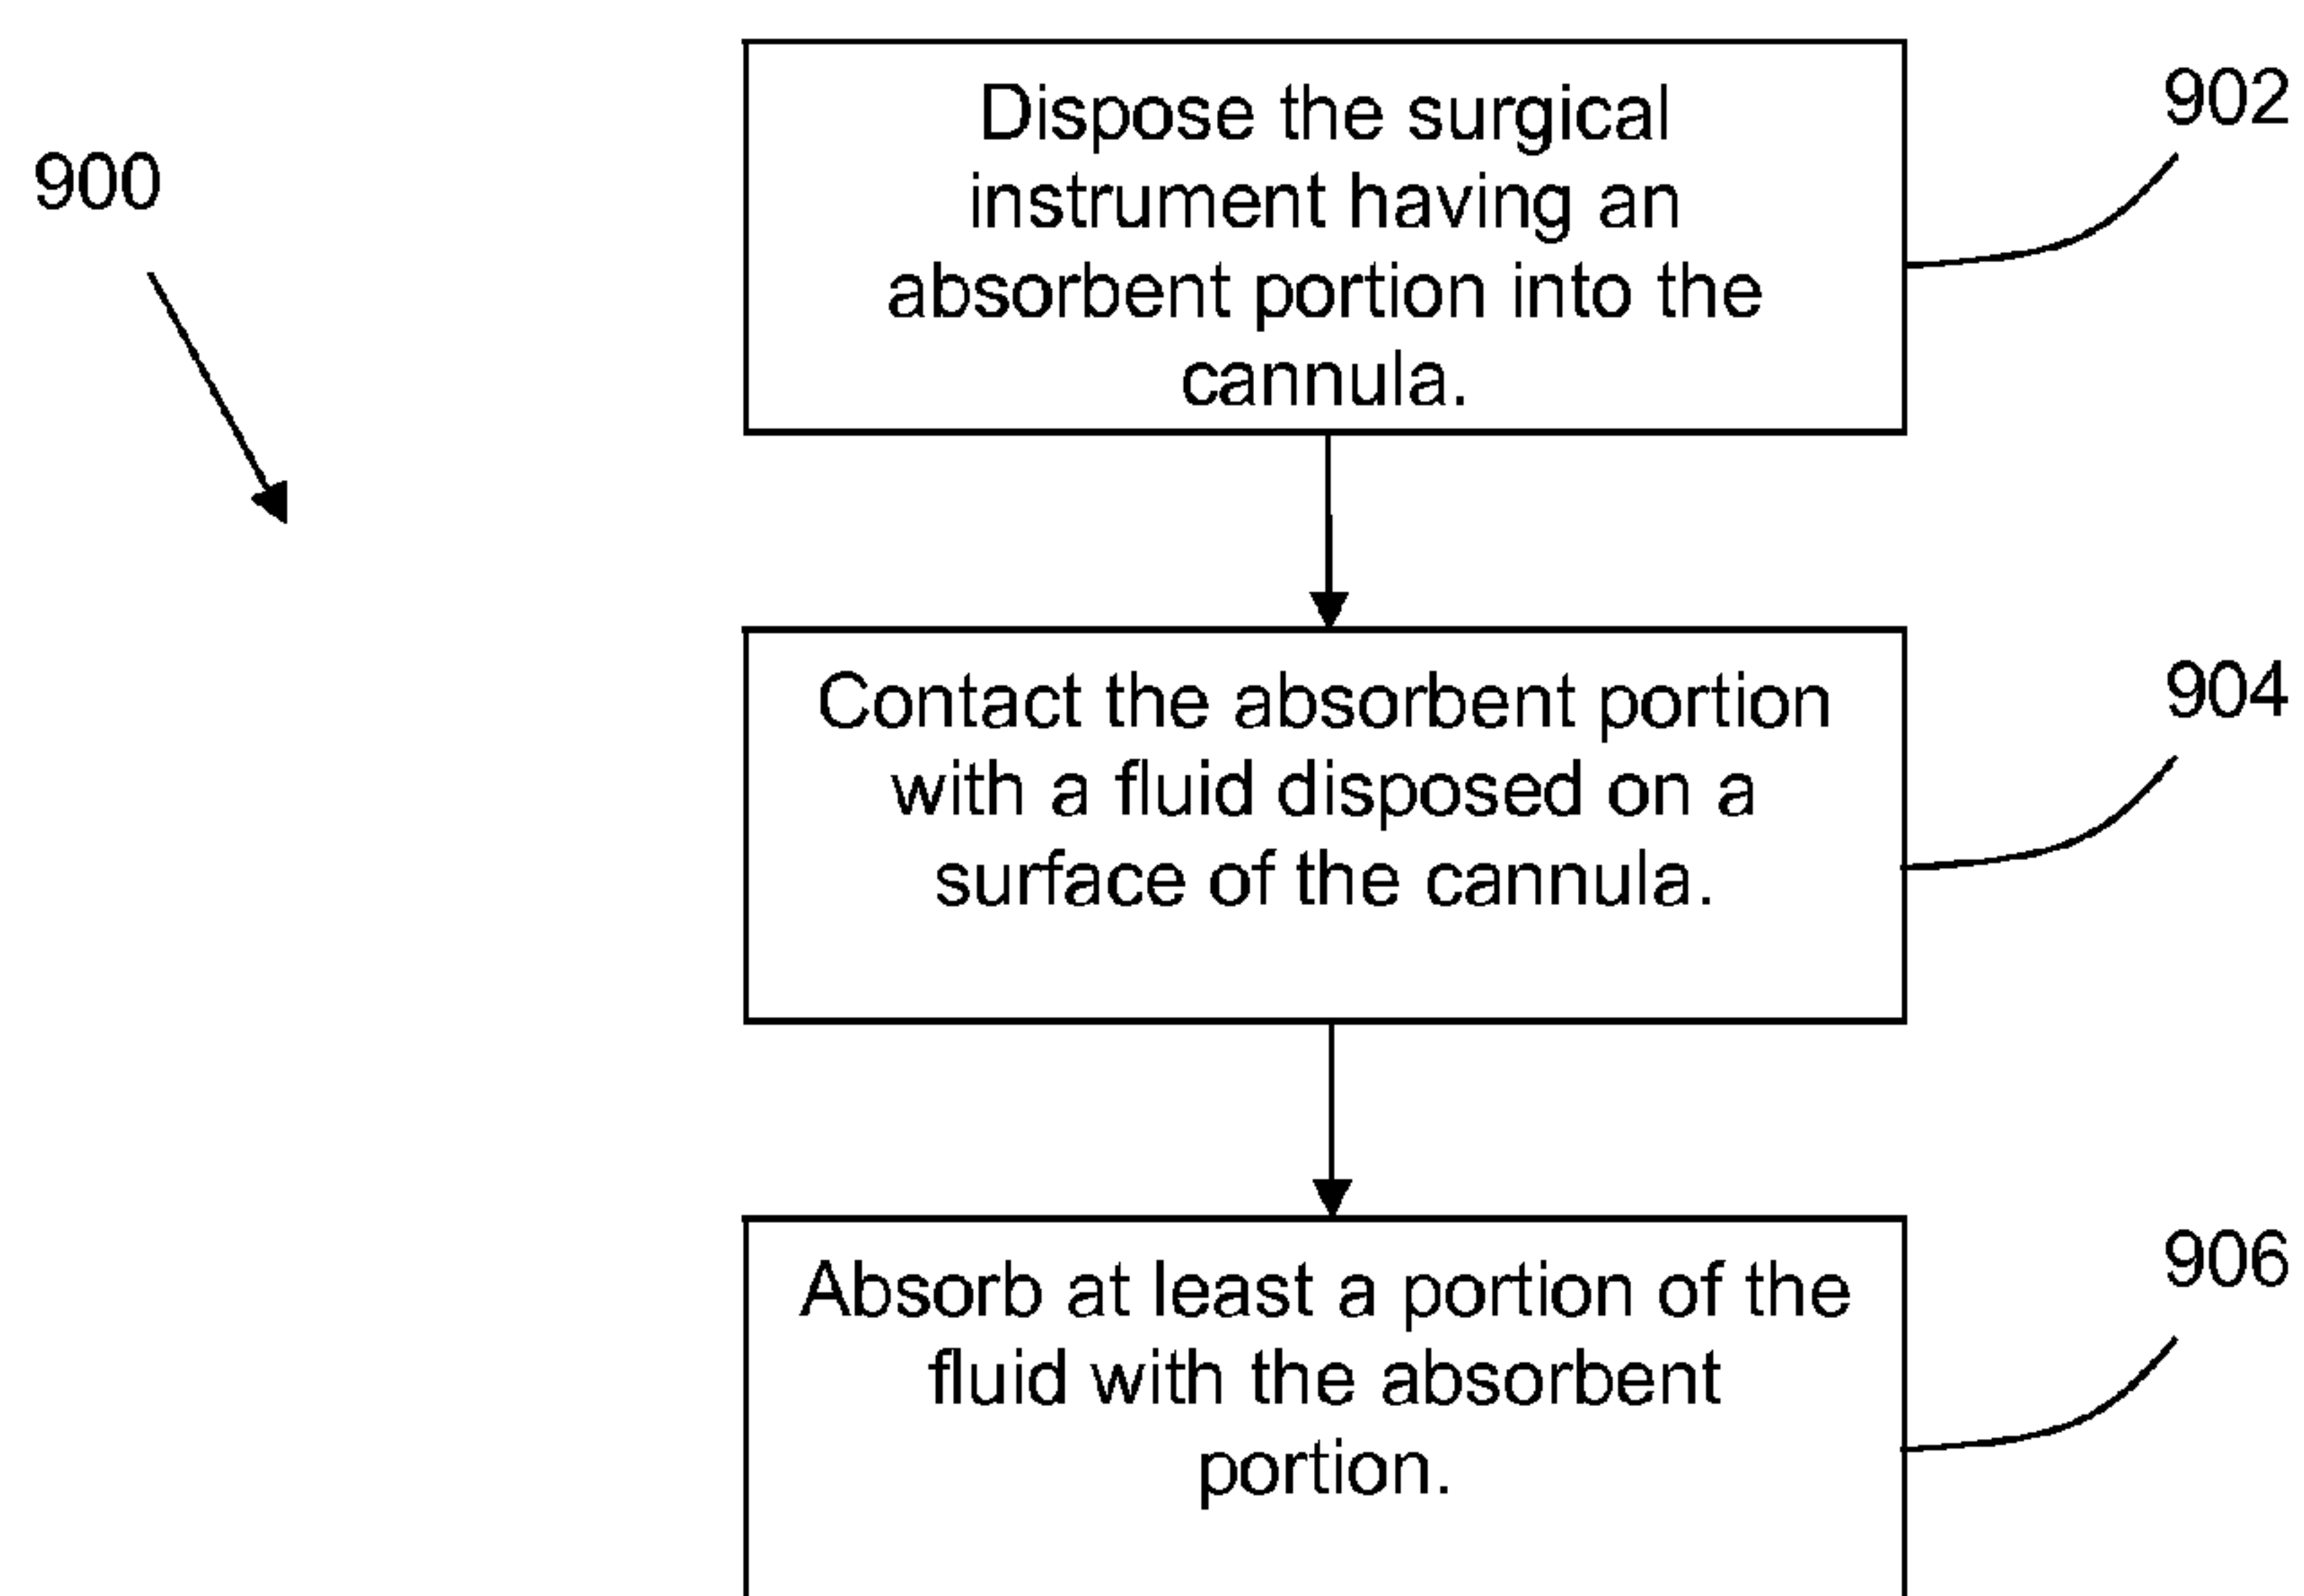 900
Dispose the surgical
instrument having an
absorbent portion into the
cannula.
902
Contact the absorbent portion
with a fluid disposed on a
surface of the cannula.
904
Absorb at least a portion of the
fluid with the absorbent
portion.
906